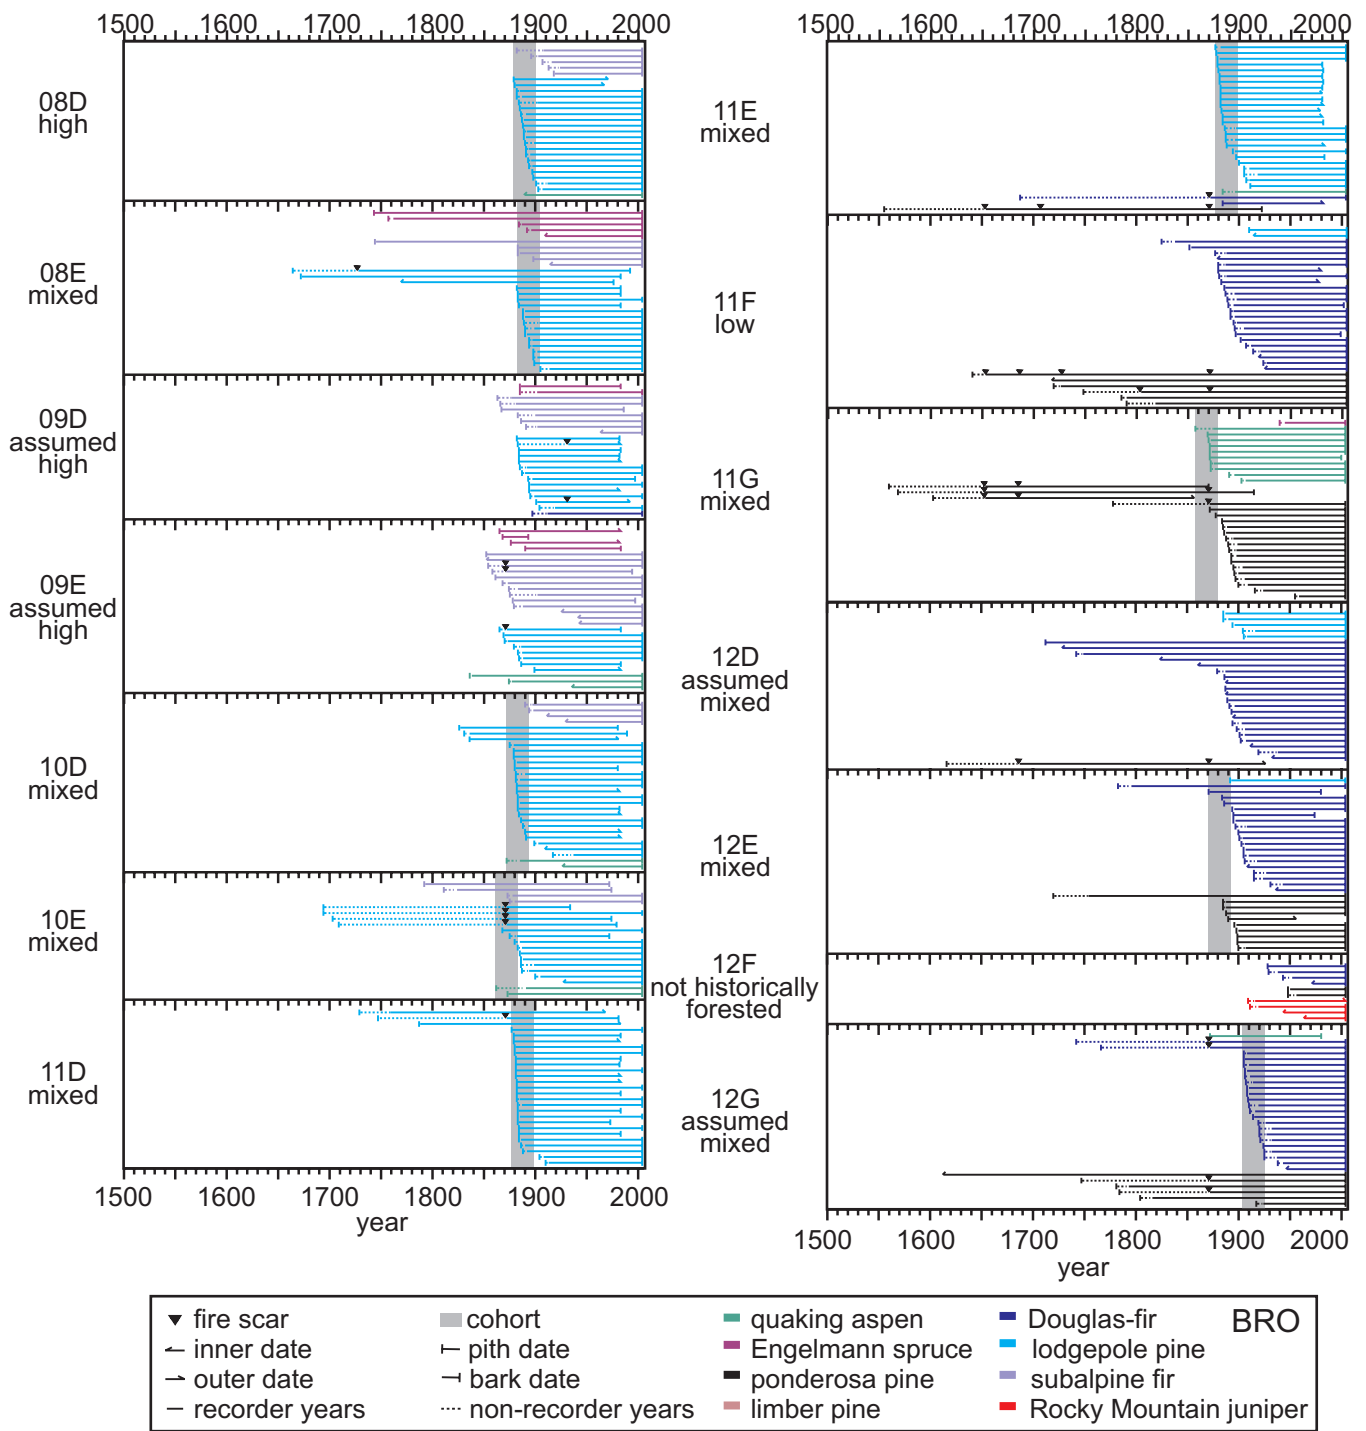 1500 1600 1700 1800 1900 2000
08D
high
08E
mixed
09D
assumed
high
09E
assumed
high
10D
mixed
10E
mixed
11D
mixed
1500 1600 1700 1800 1900 2000
year
1500 1600 1700 1800 1900 2000
11E
mixed
11F
low
11G
mixed
12D
assumed
mixed
12E
mixed
12F
not historically
forested
12G
assumed
mixed
1500 1600 1700 1800 1900 2000
year
fire scar cohort quaking aspen Douglas-fir BRO
inner date pith date Engelmann spruce lodgepole pine
outer date bark date ponderosa pine subalpine fir
recorder years non-recorder years limber pine Rocky Mountain juniper